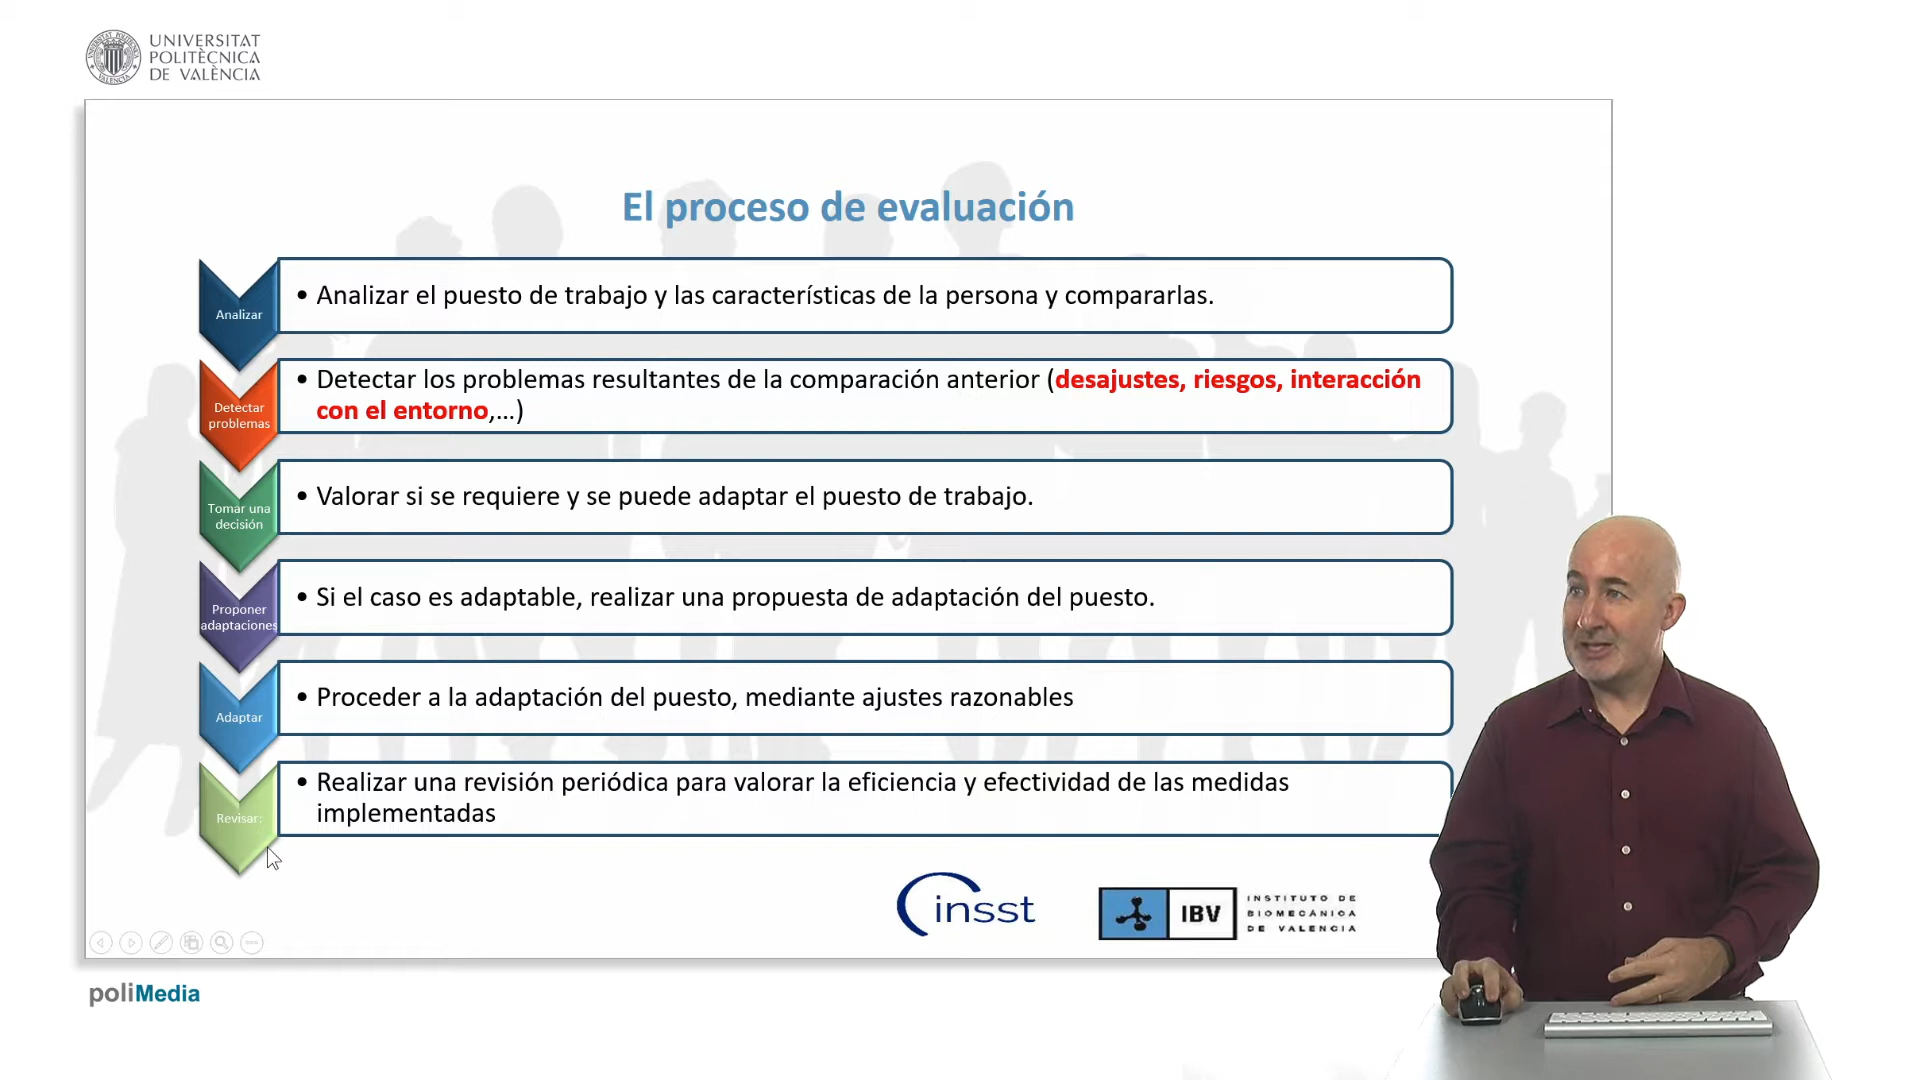 UNIVERSITAT
POLITÈCNICA
DE VALÈNCIA
El proceso de evaluación
Analizar
• Analizar el puesto de trabajo y las características de la persona y compararlas.
Detectar
problemas
• Detectar los problemas resultantes de la comparación anterior (desajustes, riesgos, interacción
con el entorno,...)
Tomar una
decisión
• Valorar si se requiere y se puede adaptar el puesto de trabajo.
Proponer
adaptaciones
• Si el caso es adaptable, realizar una propuesta de adaptación del puesto.
Adaptar
• Proceder a la adaptación del puesto, mediante ajustes razonables
Revisar:
• Realizar una revisión periódica para valorar la eficiencia y efectividad de las medidas
implementadas
insst
IBV
INSTITUTO DE
BIOMECÁNICA
DE VALENCIA
poliMedia